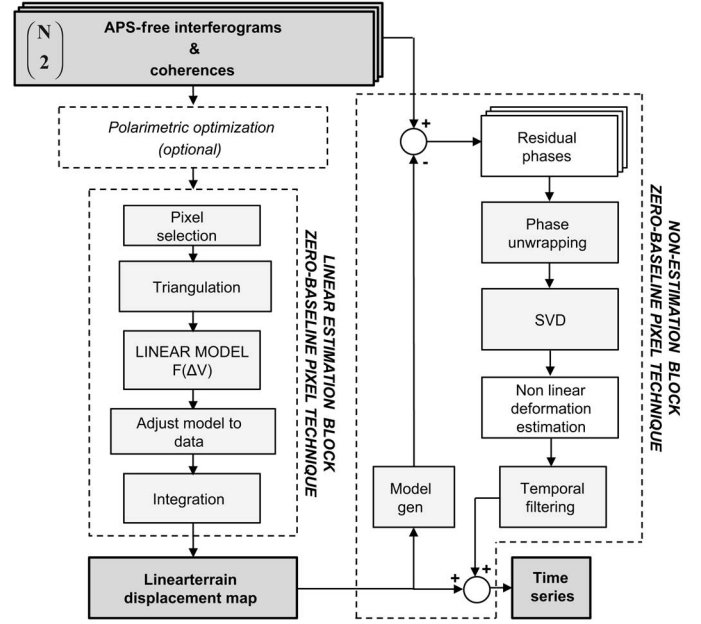 (N 2)
APS-free interferograms
&
coherences
Polarimetric optimization
(optional)
Pixel
selection
Triangulation
LINEAR MODEL
F(ΔV)
Adjust model to
data
Integration
LINEAR ESTIMATION BLOCK
ZERO-BASELINE PIXEL TECHNIQUE
Linearterrain
displacement map
+
-
Residual
phases
Phase
unwrapping
SVD
Non linear
deformation
estimation
Temporal
filtering
Model
gen
NON-ESTIMATION BLOCK
ZERO-BASELINE PIXEL TECHNIQUE
+
+
Time
series